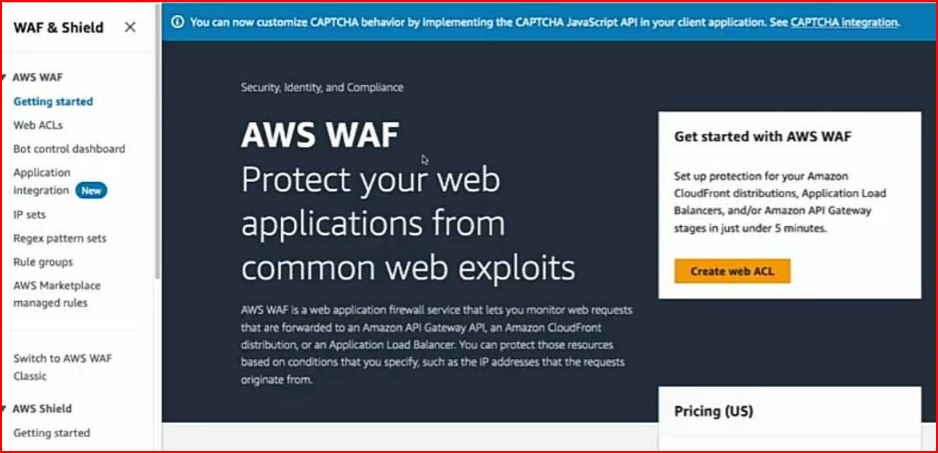 WAF & Shield
AWS WAF
Getting started
Web ACLs
Bot control dashboard
Application
integration New
IP sets
Regex pattern sets
Rule groups
AWS Marketplace
managed rules
Switch to AWS WAF
Classic
AWS Shield
Getting started
You can now customize CAPTCHA behavior by implementing the CAPTCHA JavaScript API in your client application. See CAPTCHA integration.
Security, Identity, and Compliance
AWS WAF
Protect your web
applications from
common web exploits
AWS WAF is a web application firewall service that lets you monitor web requests
that are forwarded to an Amazon API Gateway API, an Amazon CloudFront
distribution, or an Application Load Balancer. You can protect those resources
based on conditions that you specify, such as the IP addresses that the requests
originate from.
Get started with AWS WAF
Set up protection for your Amazon
CloudFront distributions, Application Load
Balancers, and/or Amazon API Gateway
stages in just under 5 minutes.
Create web ACL
Pricing (US)